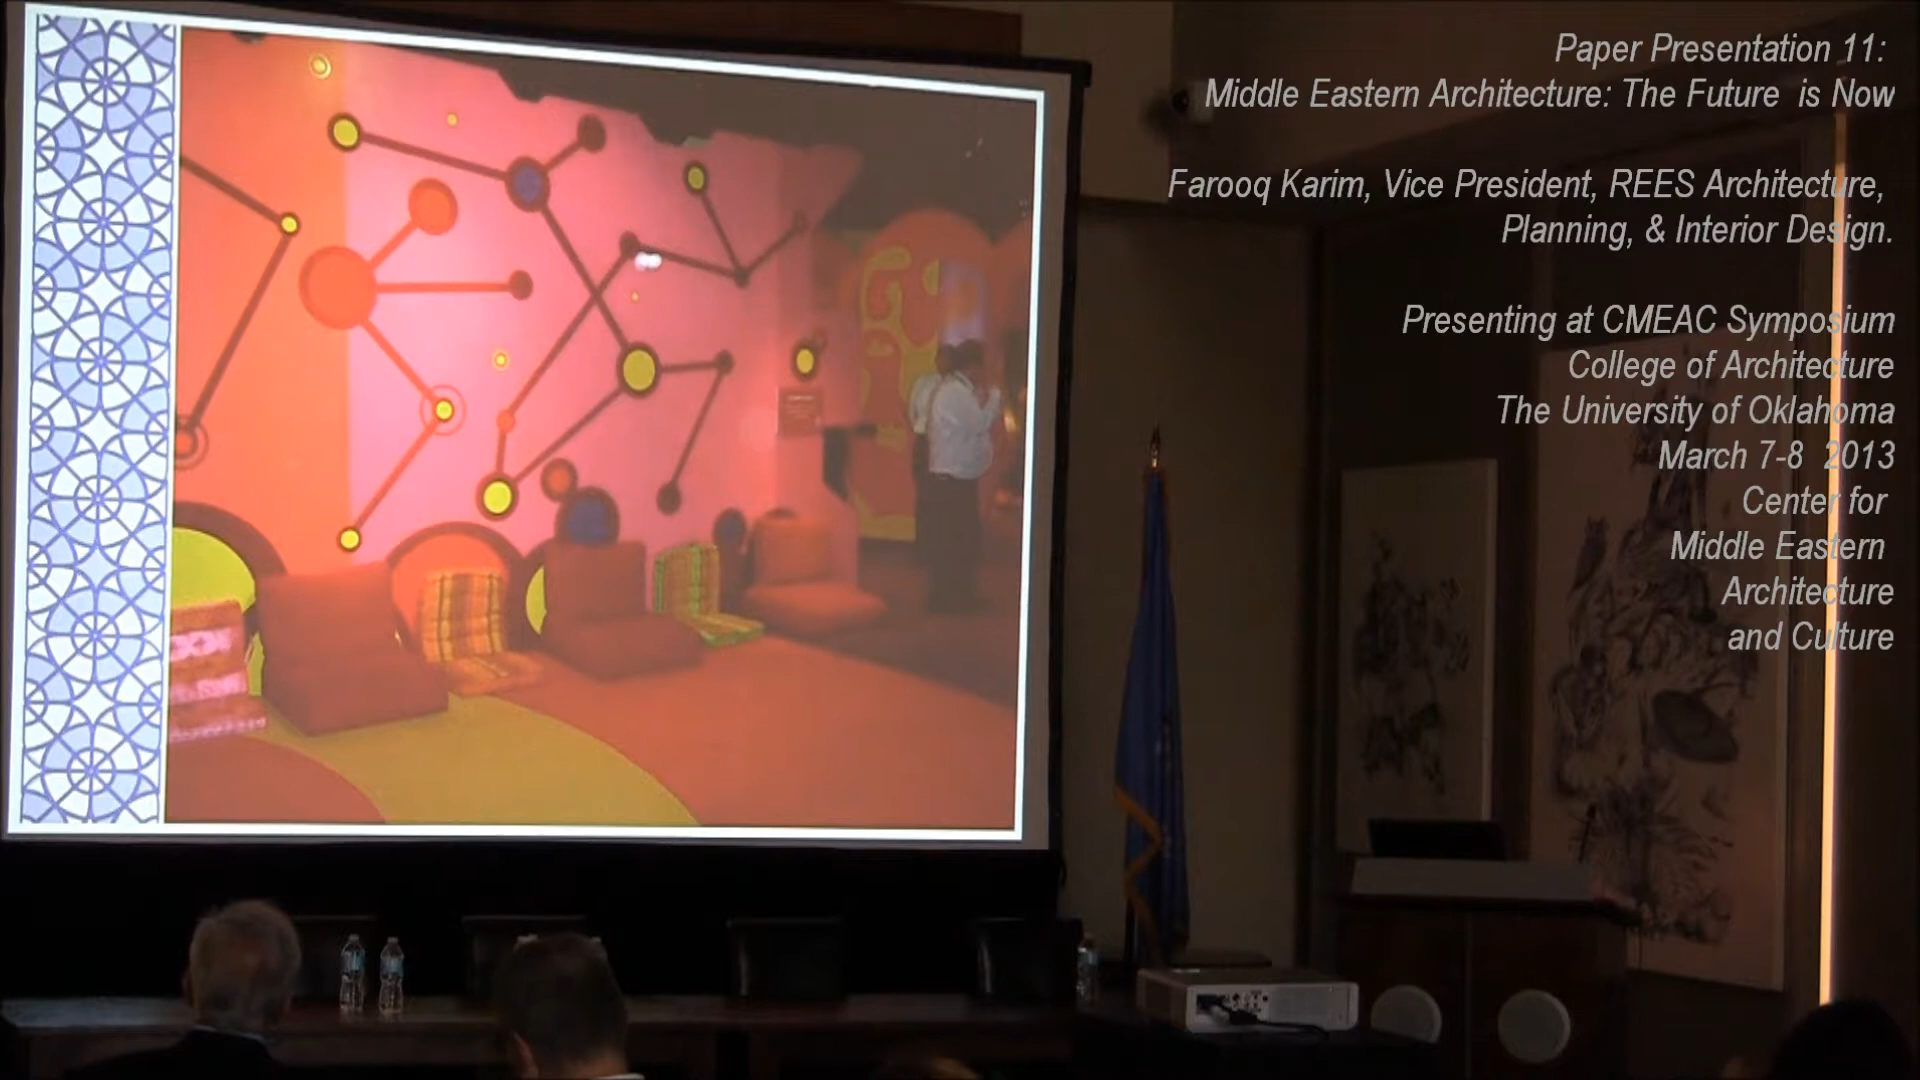 Paper Presentation 11:
Middle Eastern Architecture: The Future is Now
Farooq Karim, Vice President, REES Architecture,
Planning, & Interior Design.
Presenting at CMEAC Symposium
College of Architecture
The University of Oklahoma
March 7-8 2013
Center for
Middle Eastern
Architecture
and Culture